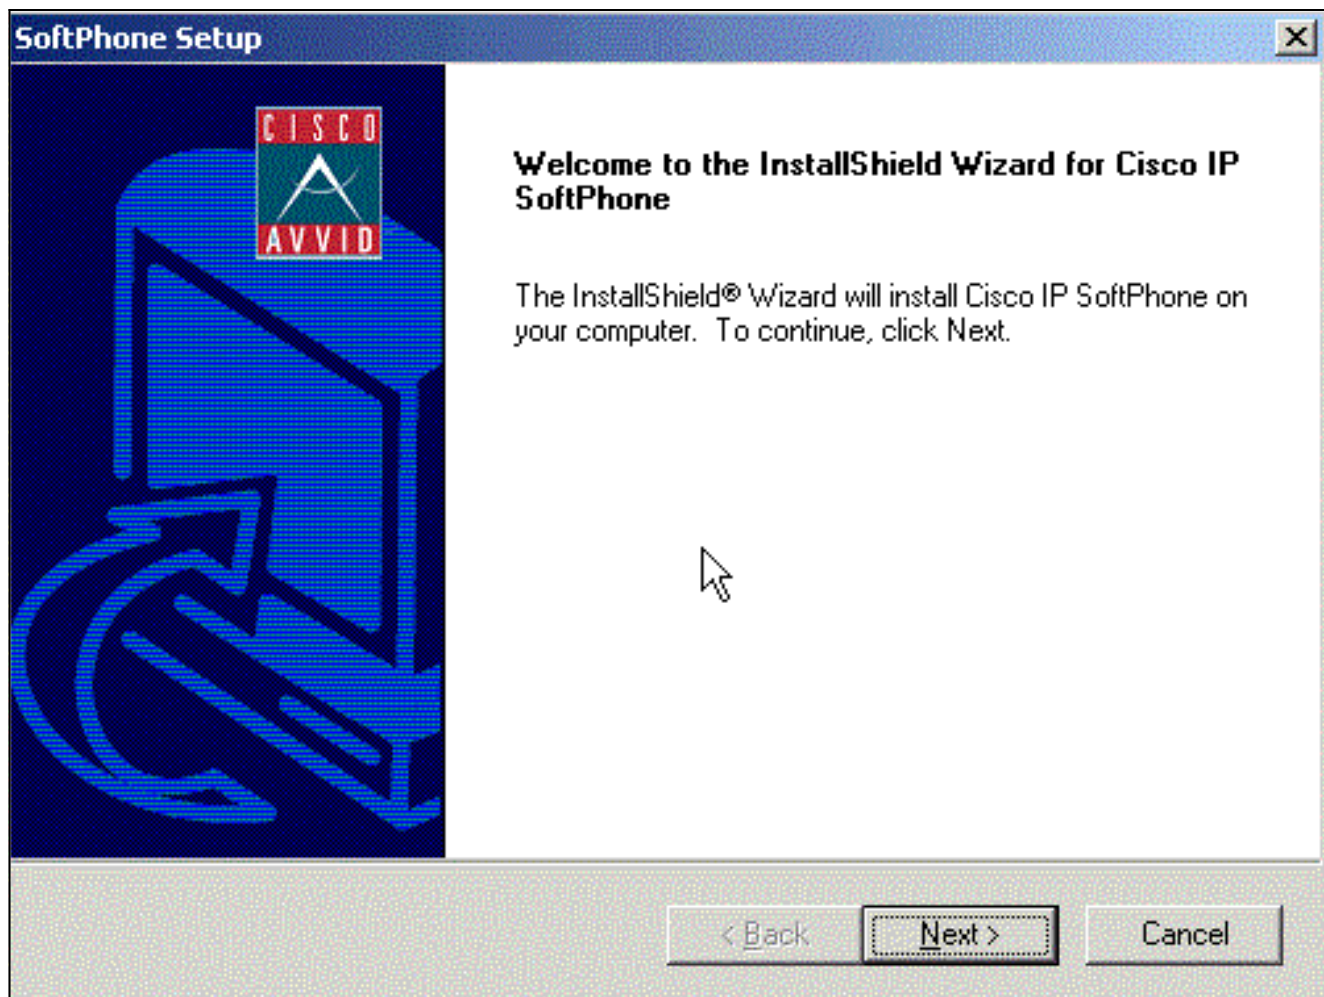 SoftPhone Setup
CISCO
AVVID
Welcome to the InstallShield Wizard for Cisco IP
SoftPhone
The InstallShield® Wizard will install Cisco IP SoftPhone on
your computer.  To continue, click Next.
< Back
Next >
Cancel